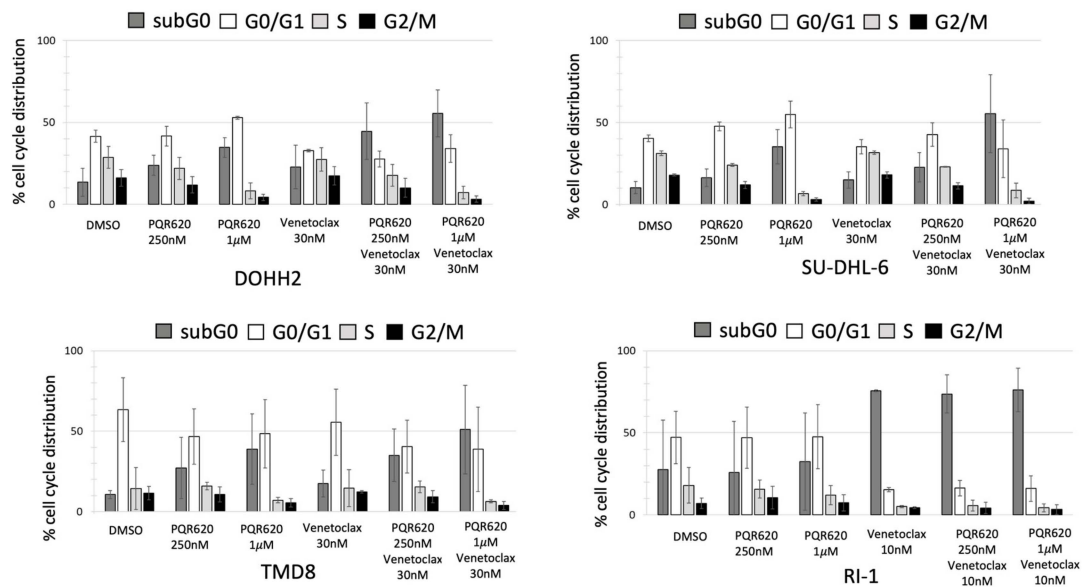 subG0 G0/G1 S G2/M
% cell cycle distribution
100
50
0
DMSO
PQR620
250nM
PQR620
1μM
Venetoclax
30nM
PQR620
250nM
Venetoclax
30nM
PQR620
1μM
Venetoclax
30nM
DOHH2
subG0 G0/G1 S G2/M
% cell cycle distribution
100
50
0
DMSO
PQR620
250nM
PQR620
1μM
Venetoclax
30nM
PQR620
250nM
Venetoclax
30nM
PQR620
1μM
Venetoclax
30nM
SU-DHL-6
subG0 G0/G1 S G2/M
% cell cycle distribution
100
50
0
DMSO
PQR620
250nM
PQR620
1μM
Venetoclax
30nM
PQR620
250nM
Venetoclax
30nM
PQR620
1μM
Venetoclax
30nM
TMD8
subG0 G0/G1 S G2/M
% cell cycle distribution
100
50
0
DMSO
PQR620
250nM
PQR620
1μM
Venetoclax
10nM
PQR620
250nM
Venetoclax
10nM
PQR620
1μM
Venetoclax
10nM
RI-1